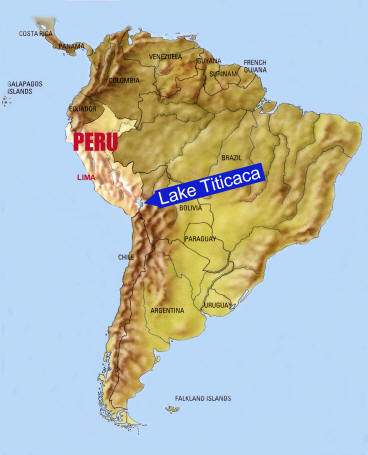 COSTA RICA
PANAMA
VENEZUELA
GUYANA
FRENCH
GUIANA
SURINAM
COLOMBIA
GALAPAGOS
ISLANDS
ECUADOR
PERU
BRAZIL
LIMA
Lake Titicaca
BOLIVIA
PARAGUAY
CHILE
ARGENTINA
URUGUAY
FALKLAND ISLANDS